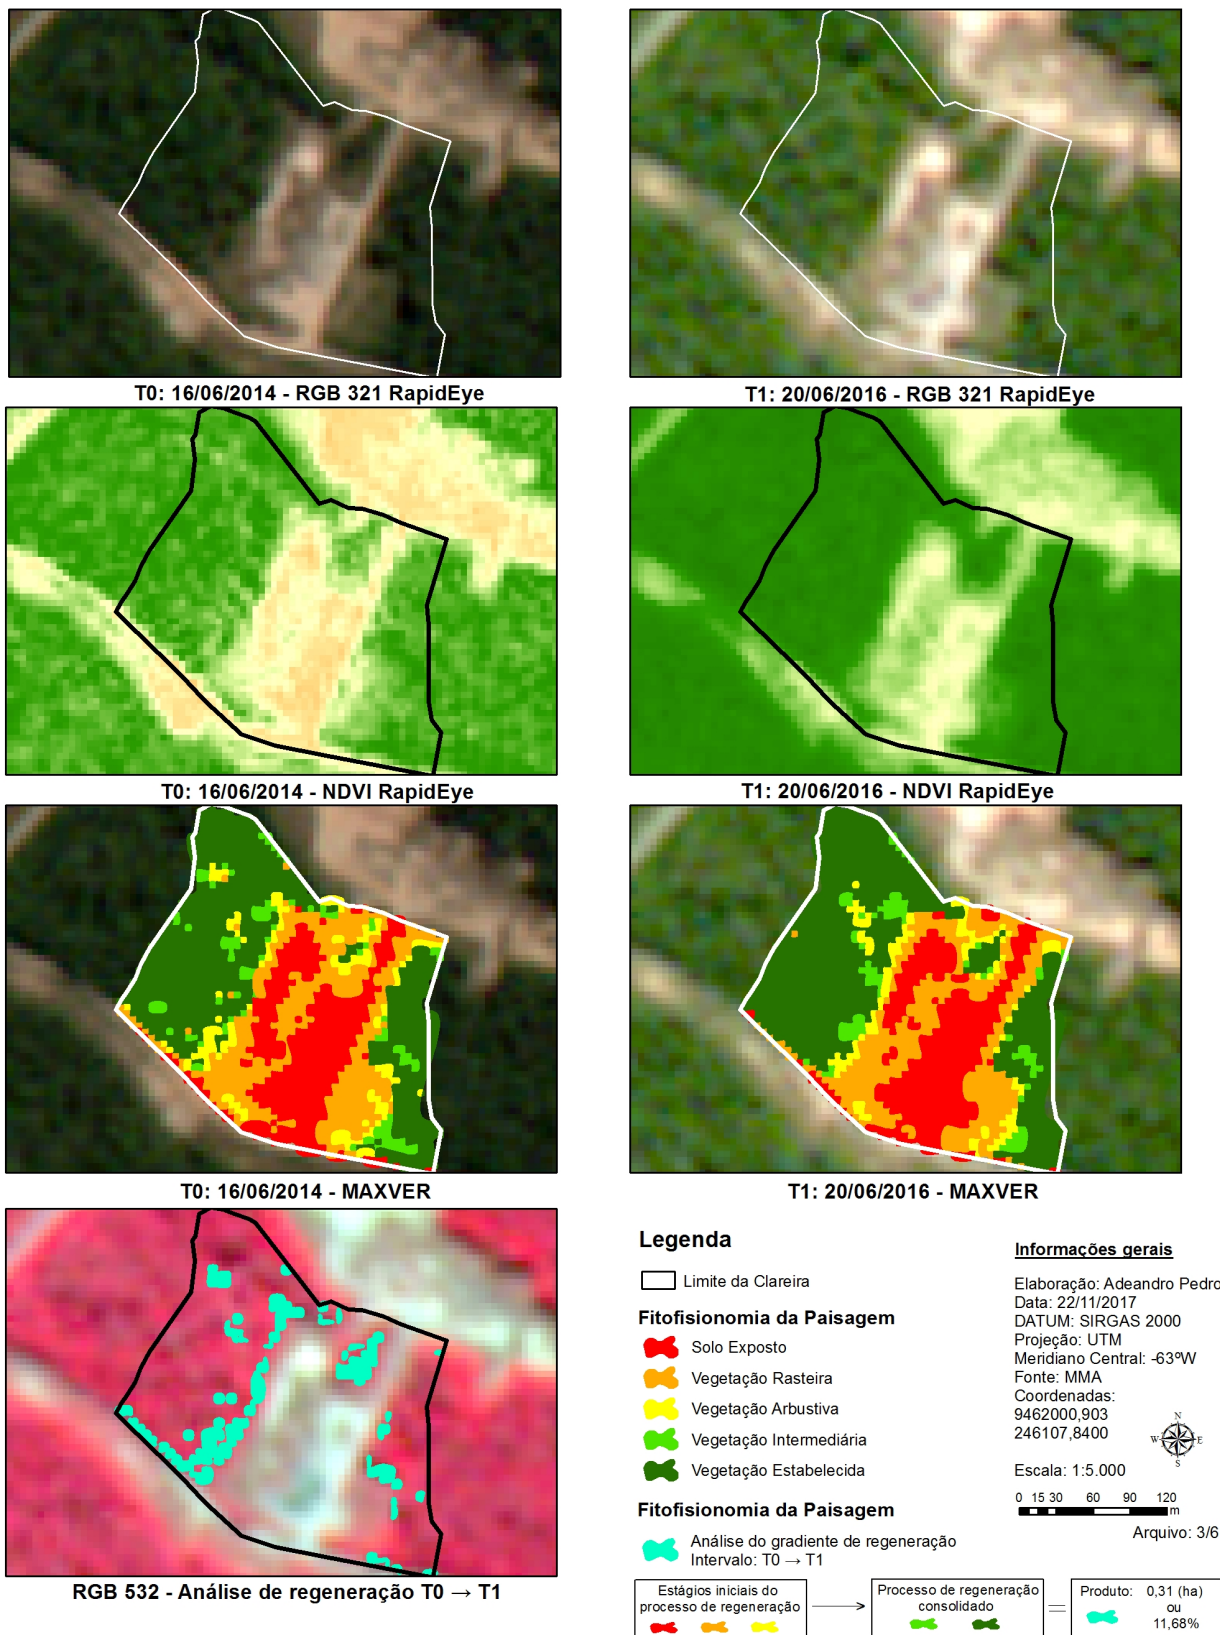 T0: 16/06/2014 - RGB 321 RapidEye
T1: 20/06/2016 - RGB 321 RapidEye
T0: 16/06/2014 - NDVI RapidEye
T1: 20/06/2016 - NDVI RapidEye
T0: 16/06/2014 - MAXVER
T1: 20/06/2016 - MAXVER
RGB 532 - Análise de regeneração T0 → T1
Legenda
Limite da Clareira
Fitofisionomia da Paisagem
Solo Exposto
Vegetação Rasteira
Vegetação Arbustiva
Vegetação Intermediária
Vegetação Estabelecida
Fitofisionomia da Paisagem
Análise do gradiente de regeneração
Intervalo: T0 → T1
Informações gerais
Elaboração: Adeandro Pedro
Data: 22/11/2017
DATUM: SIRGAS 2000
Projeção: UTM
Meridiano Central: -63ºW
Fonte: MMA
Coordenadas:
9462000,903
246107,8400
N
W E
S
Escala: 1:5.000
0 15 30 60 90 120
m
Arquivo: 3/6
Estágios iniciais do
processo de regeneração
Processo de regeneração
consolidado
Produto: 0,31 (ha)
ou
11,68%